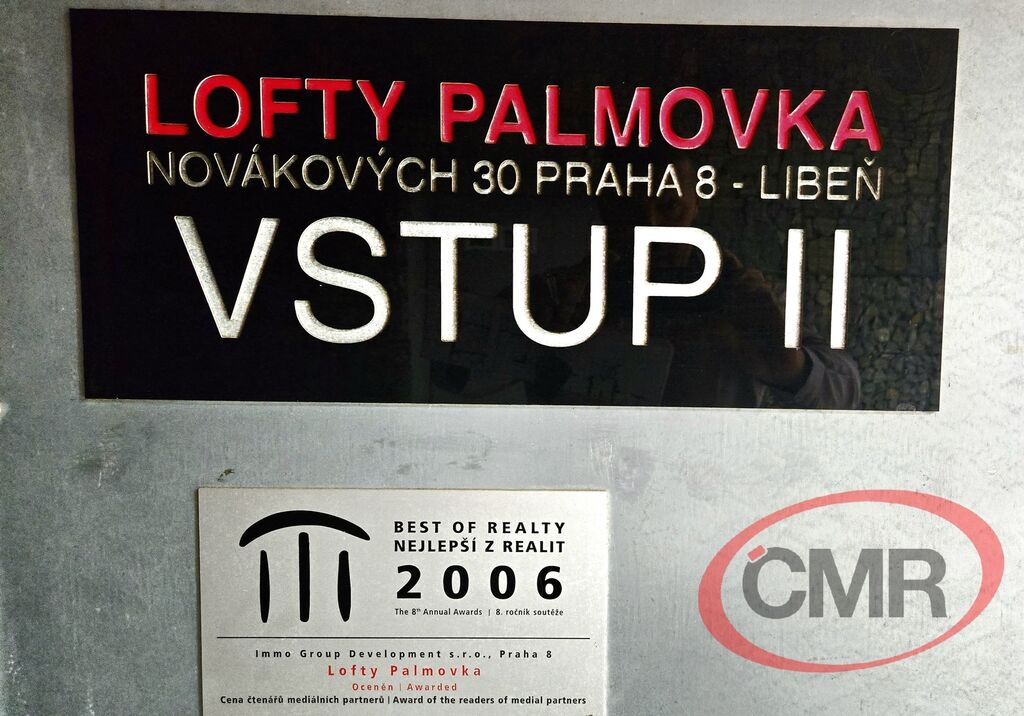 LOFTY PALMOVKA
NOVÁKOVÝCH 30 PRAHA 8 - LIBEŇ
VSTUP II
BEST OF REALTY
NEJLEPŠÍ Z REALIT
2006
The 8th Annual Awards | 8. ročník soutěže
Immo Group Development s.r.o., Praha 8
Lofty Palmovka
Oceněn | Awarded
Cena čtenářů mediálních partnerů | Award of the readers of medial partners
ČMR